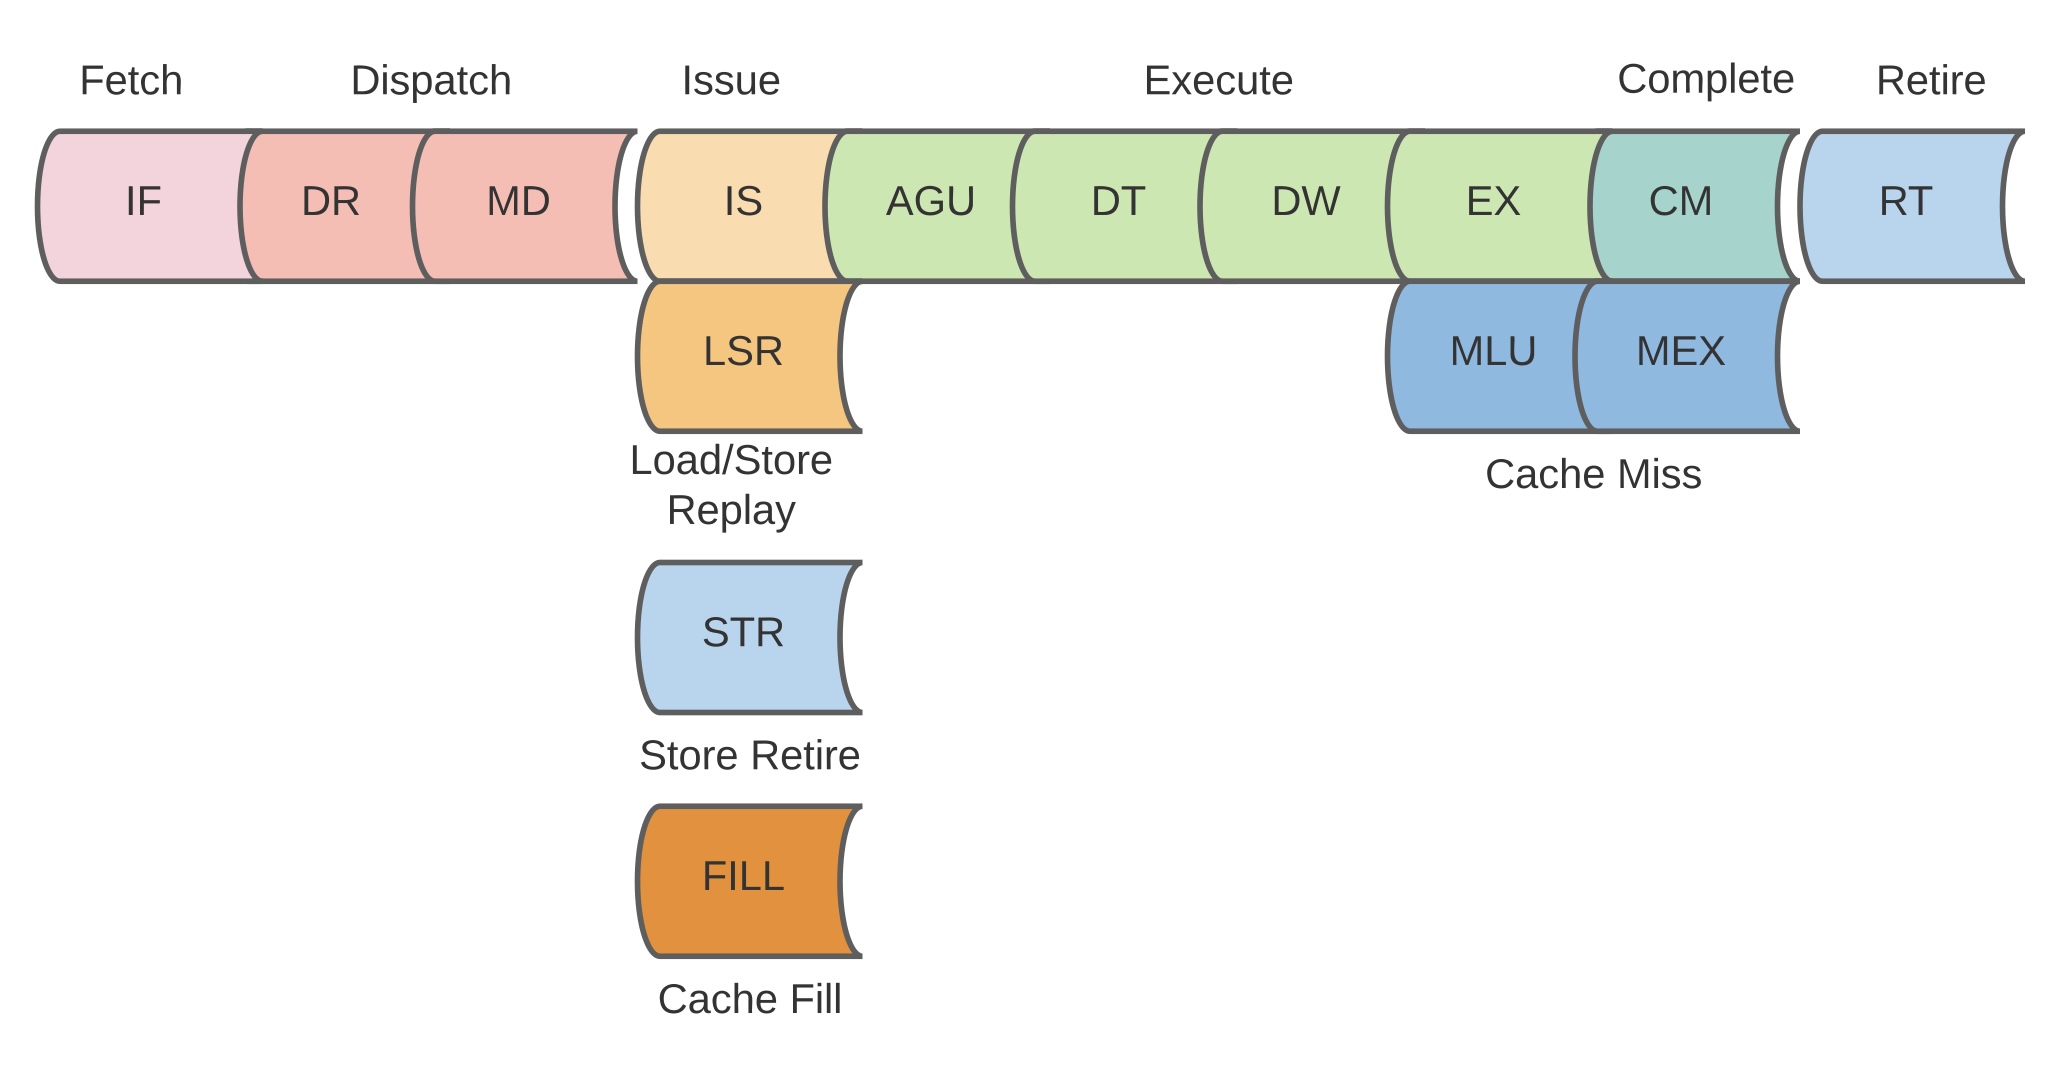 Fetch
Dispatch
Issue
Execute
Complete
Retire
IF
DR
MD
IS
AGU
DT
DW
EX
CM
RT
LSR
MLU
MEX
Load/Store
Replay
Cache Miss
STR
Store Retire
FILL
Cache Fill